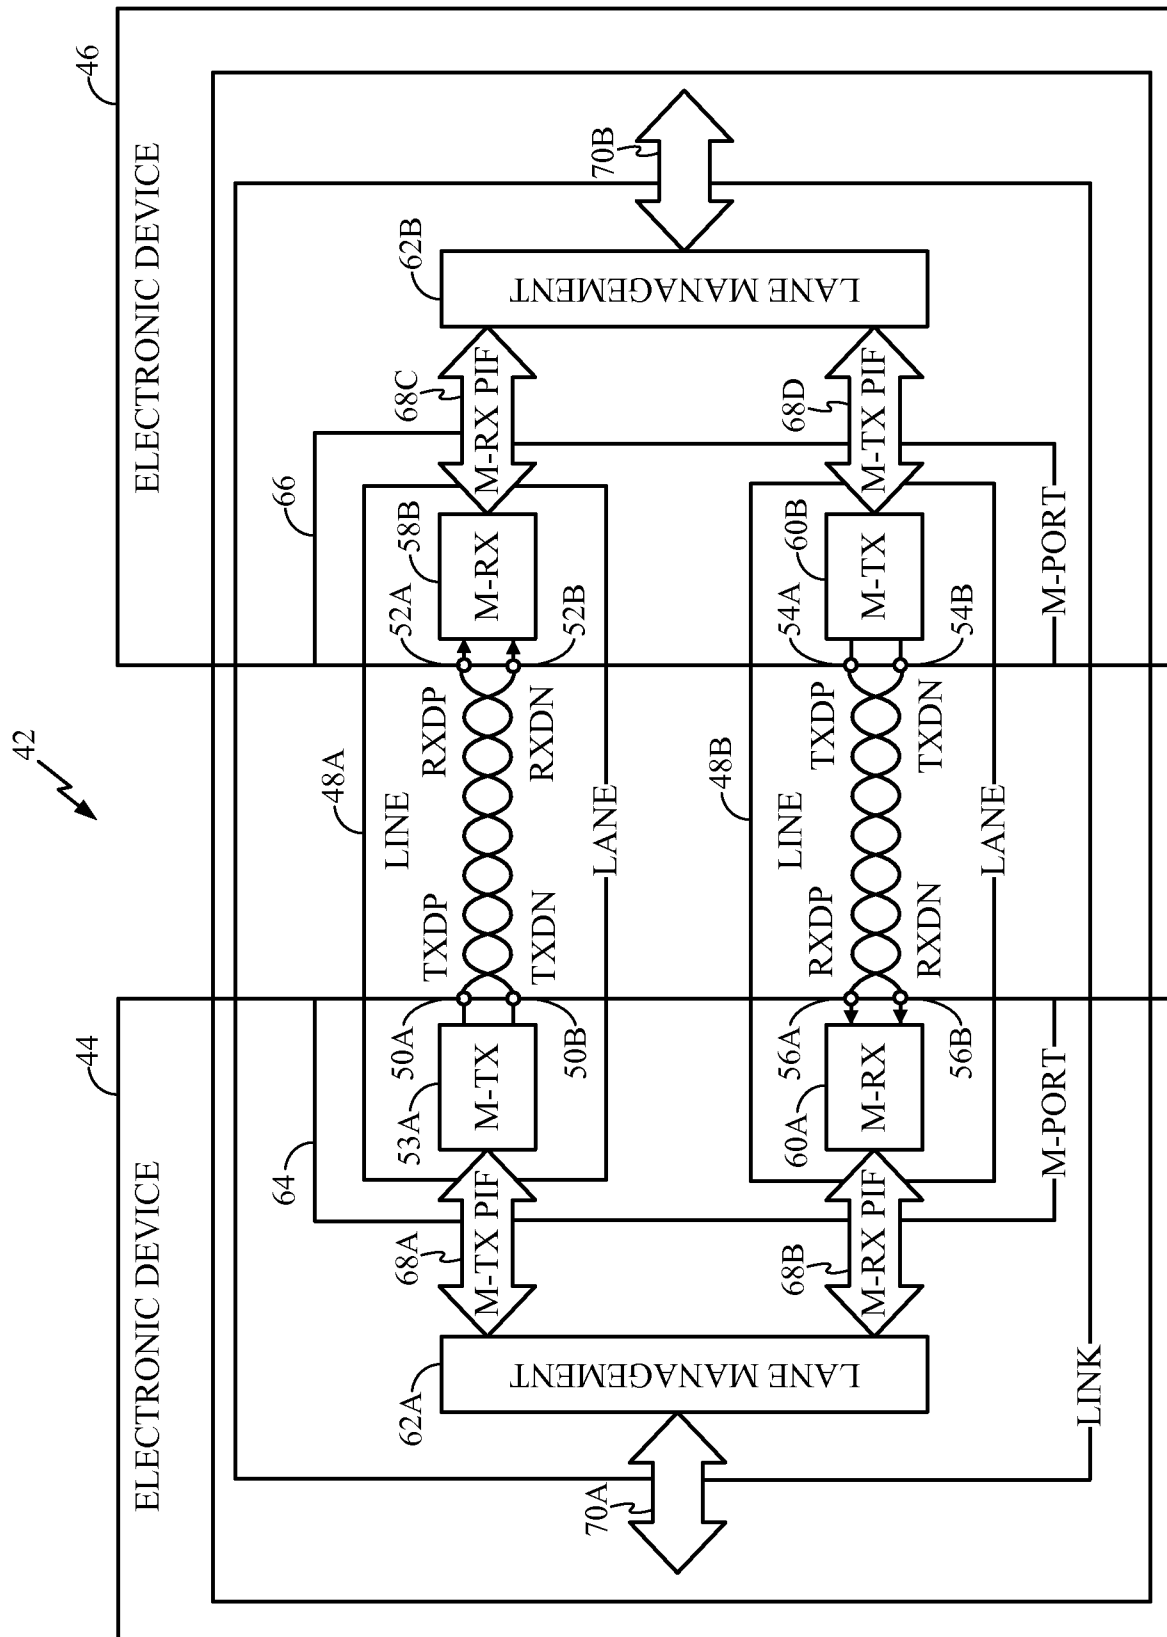 42
44
46
ELECTRONIC DEVICE
ELECTRONIC DEVICE
64
66
48A
LINE
TXDP
RXDP
TXDN
RXDN
LANE
50A
50B
52A
52B
53A
M-TX
58B
M-RX
68A
M-TX PIF
68C
M-RX PIF
62A
LANE MANAGEMENT
62B
LANE MANAGEMENT
70A
70B
48B
LINE
RXDP
TXDP
RXDN
TXDN
LANE
56A
56B
54A
54B
60A
M-RX
60B
M-TX
68B
M-RX PIF
68D
M-TX PIF
M-PORT
M-PORT
LINK